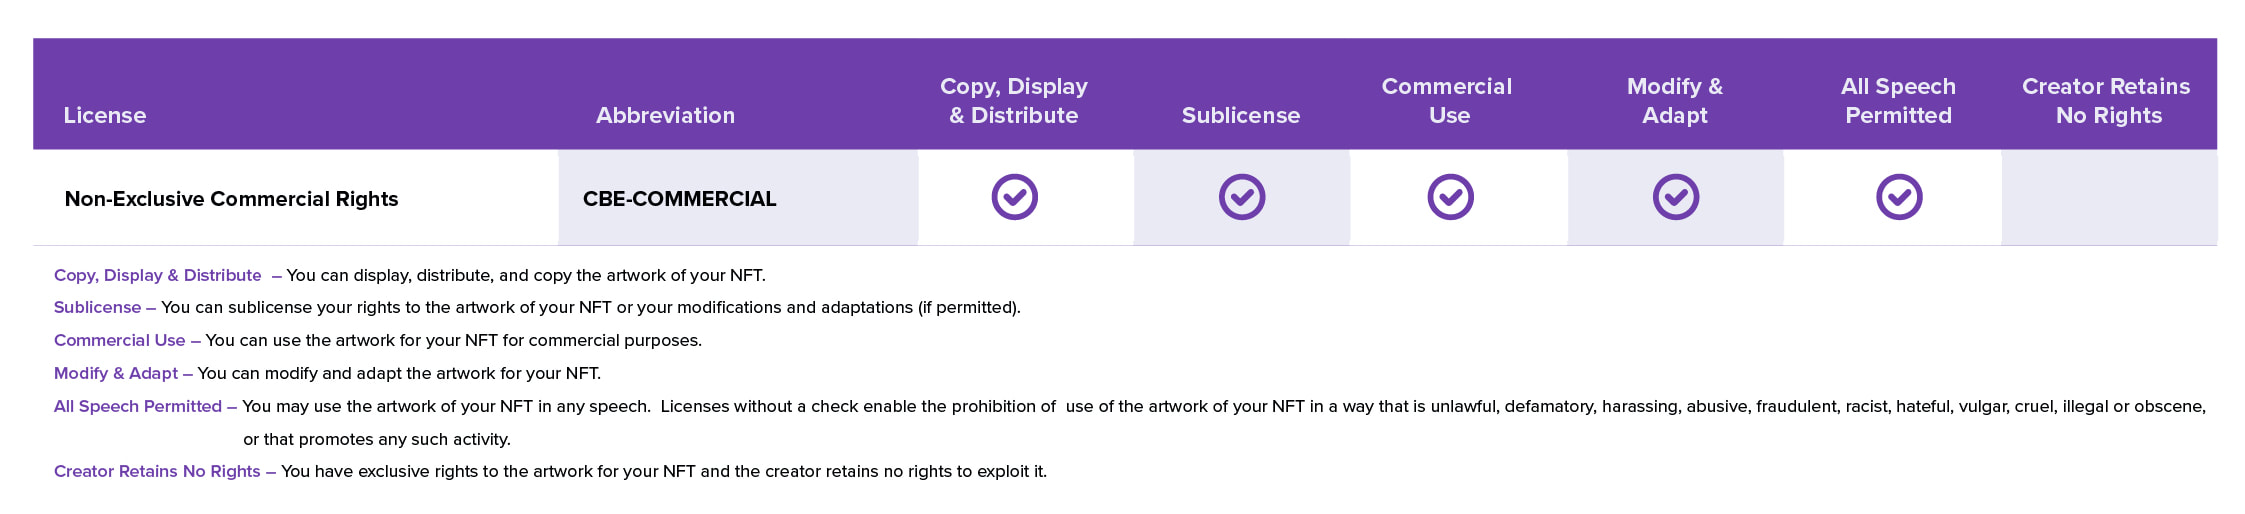 License Abbreviation Copy, Display & Distribute Sublicense Commercial Use Modify & Adapt All Speech Permitted Creator Retains No Rights
Non-Exclusive Commercial Rights CBE-COMMERCIAL
Copy, Display & Distribute – You can display, distribute, and copy the artwork of your NFT.
Sublicense – You can sublicense your rights to the artwork of your NFT or your modifications and adaptations (if permitted).
Commercial Use – You can use the artwork for your NFT for commercial purposes.
Modify & Adapt – You can modify and adapt the artwork for your NFT.
All Speech Permitted – You may use the artwork of your NFT in any speech. Licenses without a check enable the prohibition of use of the artwork of your NFT in a way that is unlawful, defamatory, harassing, abusive, fraudulent, racist, hateful, vulgar, cruel, illegal or obscene,
or that promotes any such activity.
Creator Retains No Rights – You have exclusive rights to the artwork for your NFT and the creator retains no rights to exploit it.